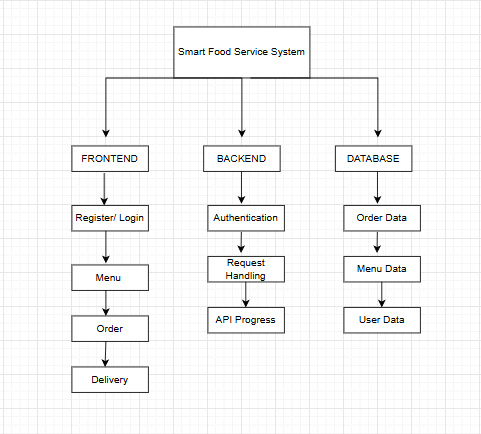 Smart Food Service System
FRONTEND
BACKEND
DATABASE
Register/ Login
Authentication
Order Data
Menu
Request
Handling
Menu Data
Order
API Progress
User Data
Delivery